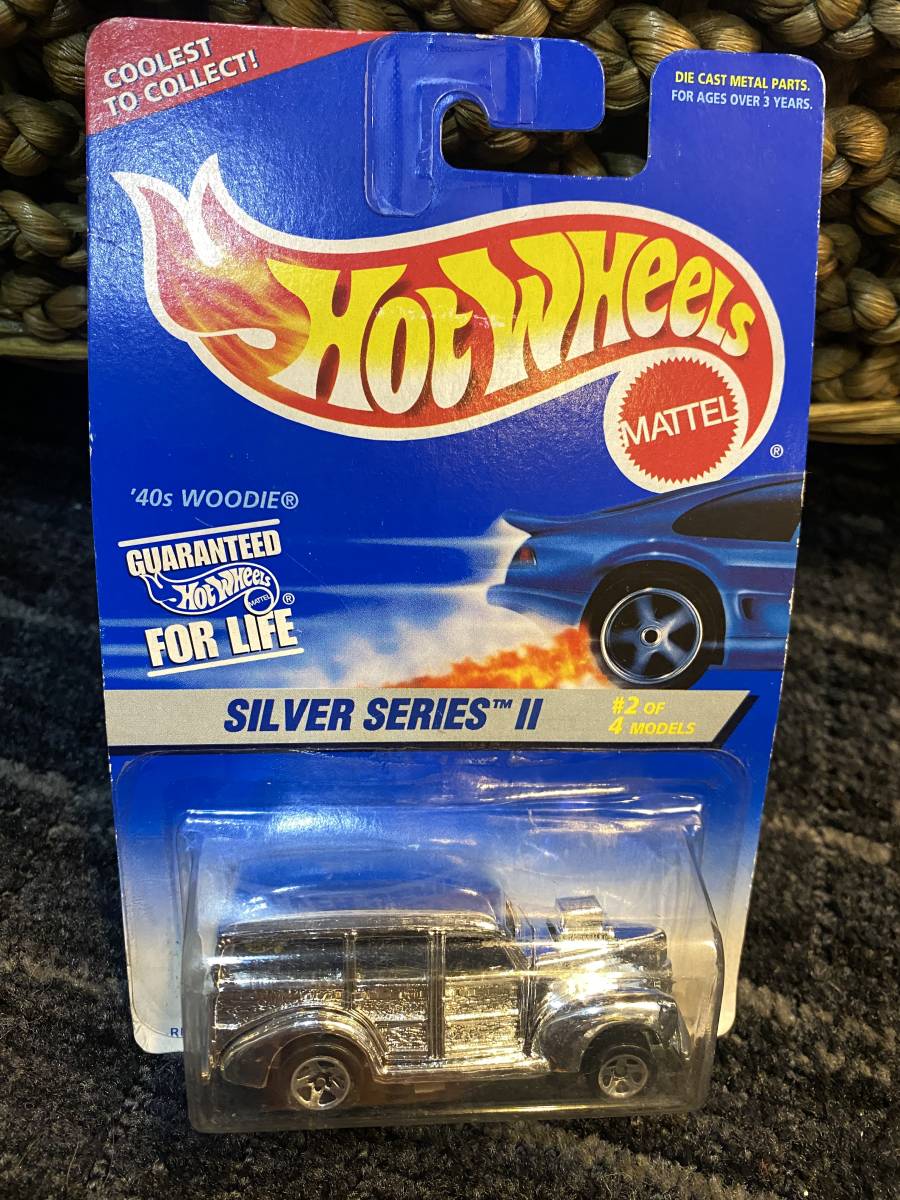 COOLEST
TO COLLECT!
DIE CAST METAL PARTS.
FOR AGES OVER 3 YEARS.
HOT WHEELS
MATTEL
®
'40s WOODIE®
GUARANTEED
HOT WHEELS
MATTEL ®
FOR LIFE
SILVER SERIES™ II
#2 OF
4 MODELS